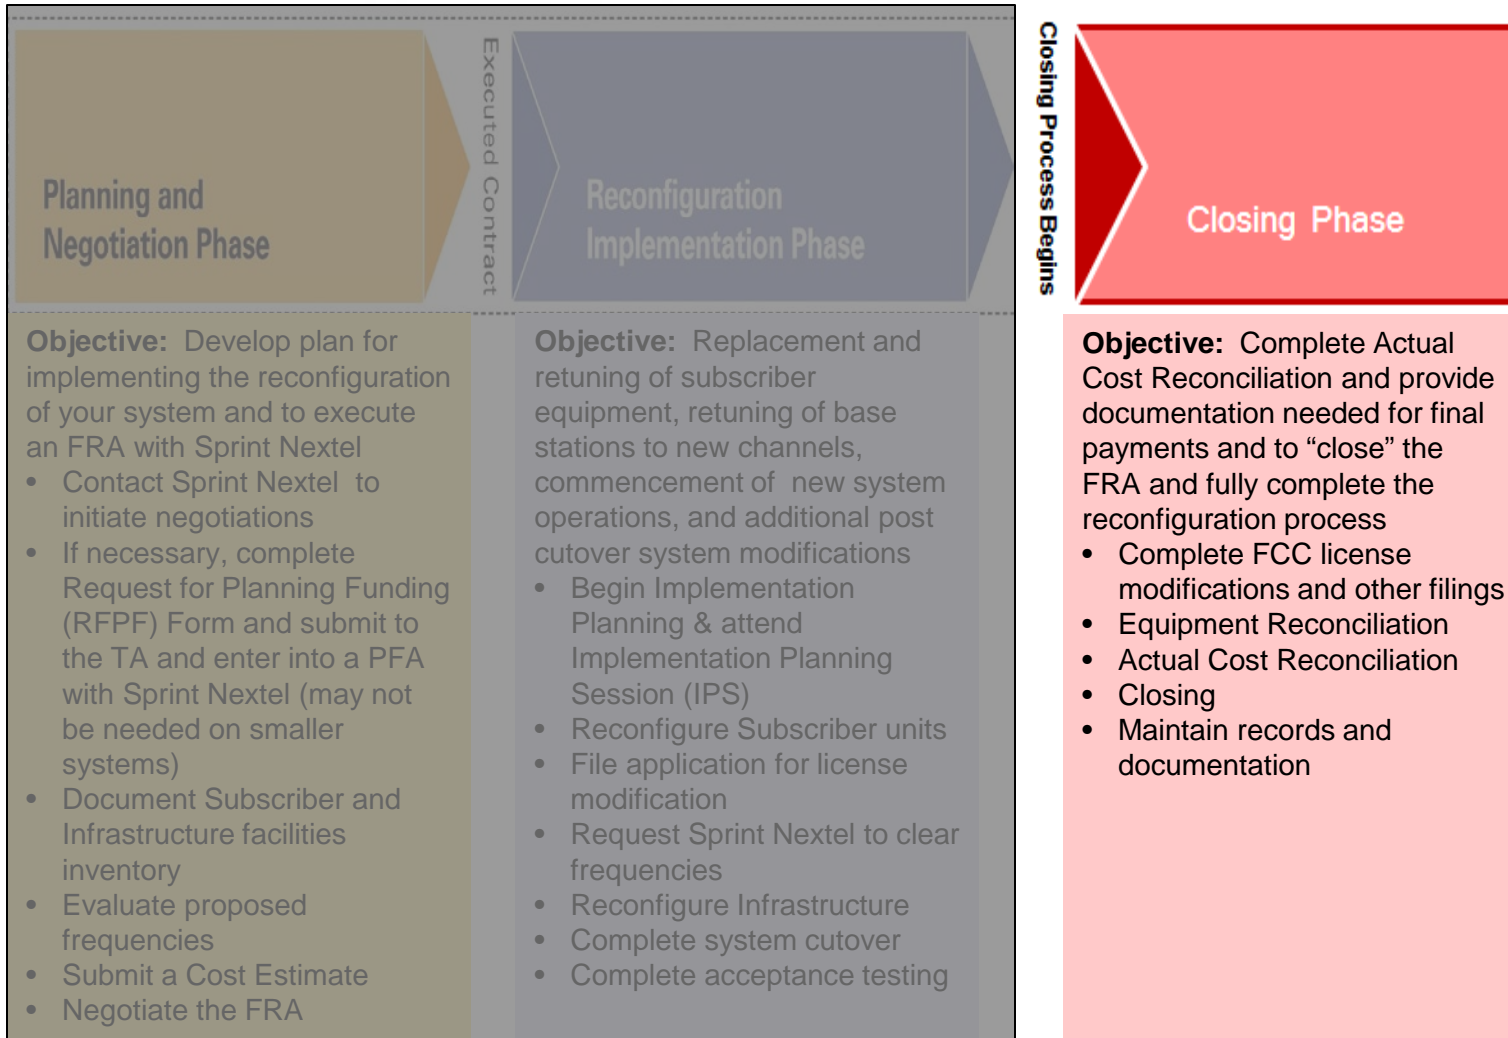 Planning and
Negotiation Phase
Executed Contract
Reconfiguration
Implementation Phase
Closing Process Begins
Closing Phase
Objective: Develop plan for
implementing the reconfiguration
of your system and to execute
an FRA with Sprint Nextel
• Contact Sprint Nextel to
initiate negotiations
• If necessary, complete
Request for Planning Funding
(RFPF) Form and submit to
the TA and enter into a PFA
with Sprint Nextel (may not
be needed on smaller
systems)
• Document Subscriber and
Infrastructure facilities
inventory
• Evaluate proposed
frequencies
• Submit a Cost Estimate
• Negotiate the FRA
Objective: Replacement and
retuning of subscriber
equipment, retuning of base
stations to new channels,
commencement of new system
operations, and additional post
cutover system modifications
• Begin Implementation
Planning & attend
Implementation Planning
Session (IPS)
• Reconfigure Subscriber units
• File application for license
modification
• Request Sprint Nextel to clear
frequencies
• Reconfigure Infrastructure
• Complete system cutover
• Complete acceptance testing
Objective: Complete Actual
Cost Reconciliation and provide
documentation needed for final
payments and to “close” the
FRA and fully complete the
reconfiguration process
• Complete FCC license
modifications and other filings
• Equipment Reconciliation
• Actual Cost Reconciliation
• Closing
• Maintain records and
documentation